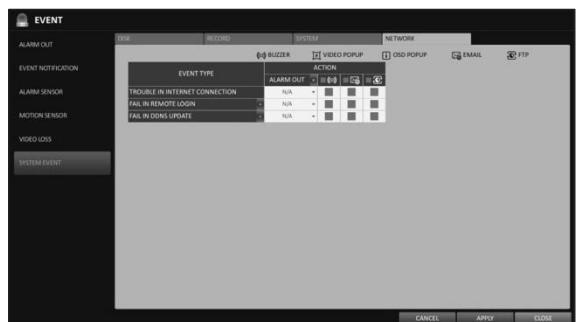 EVENT
ALARM OUT
EVENT NOTIFICATION
ALARM SENSOR
MOTION SENSOR
VIDEO LOSS
SYSTEM EVENT
DISK RECORD SYSTEM NETWORK
BUZZER VIDEO POPUP OSD POPUP EMAIL FTP
EVENT TYPE ACTION
ALARM OUT
TROUBLE IN INTERNET CONNECTION N/A
FAIL IN REMOTE LOGIN N/A
FAIL IN DDNS UPDATE N/A
CANCEL APPLY CLOSE